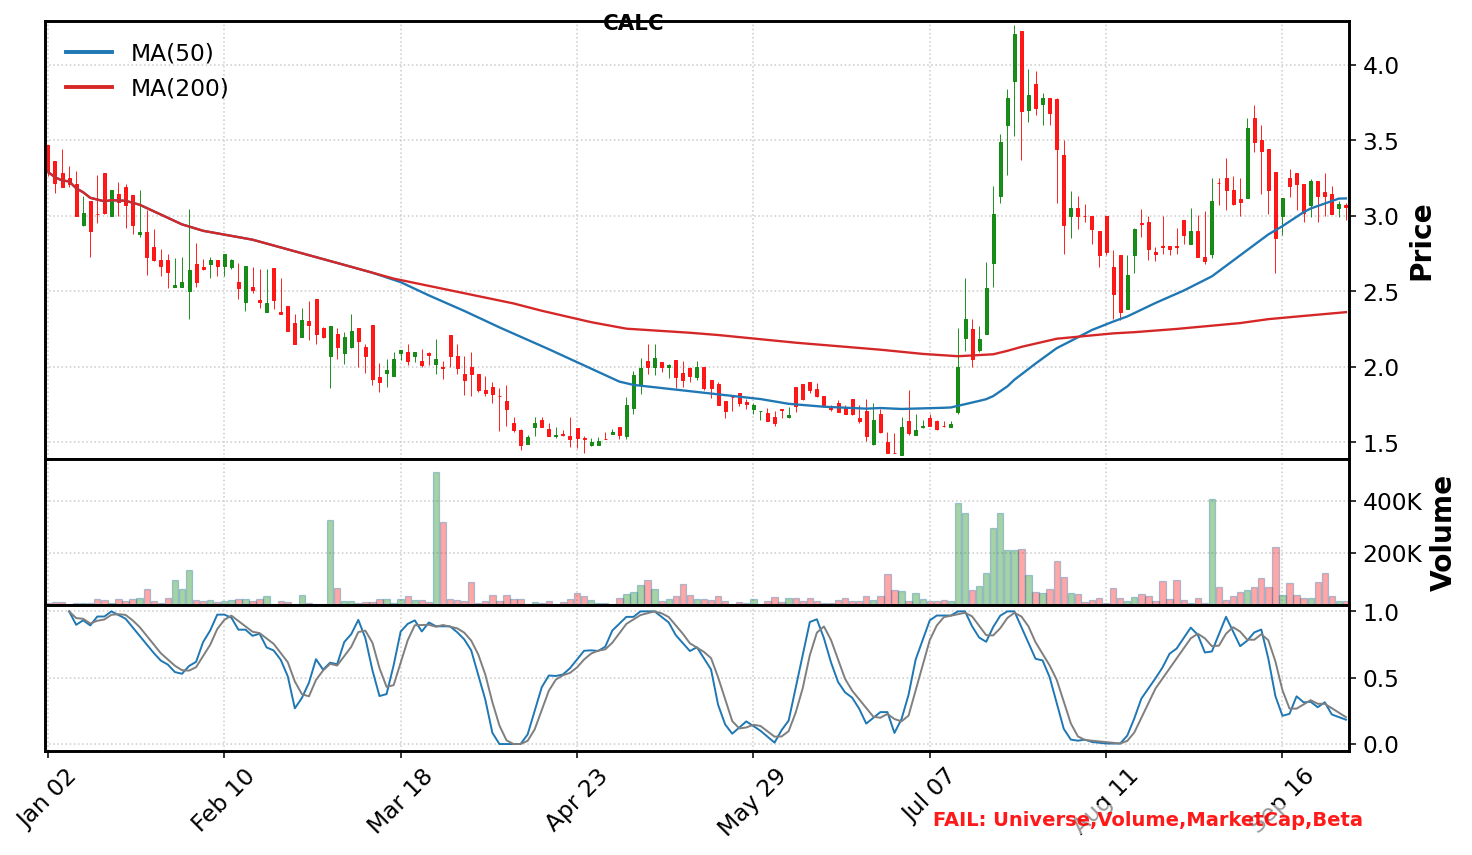 CALC
MA(50)
MA(200)
4.0
3.5
3.0
2.5
2.0
1.5
Price
400K
200K
Volume
1.0
0.5
0.0
Jan 02
Feb 10
Mar 18
Apr 23
May 29
Jul 07
Aug 11
Sep 16
FAIL: Universe,Volume,MarketCap,Beta